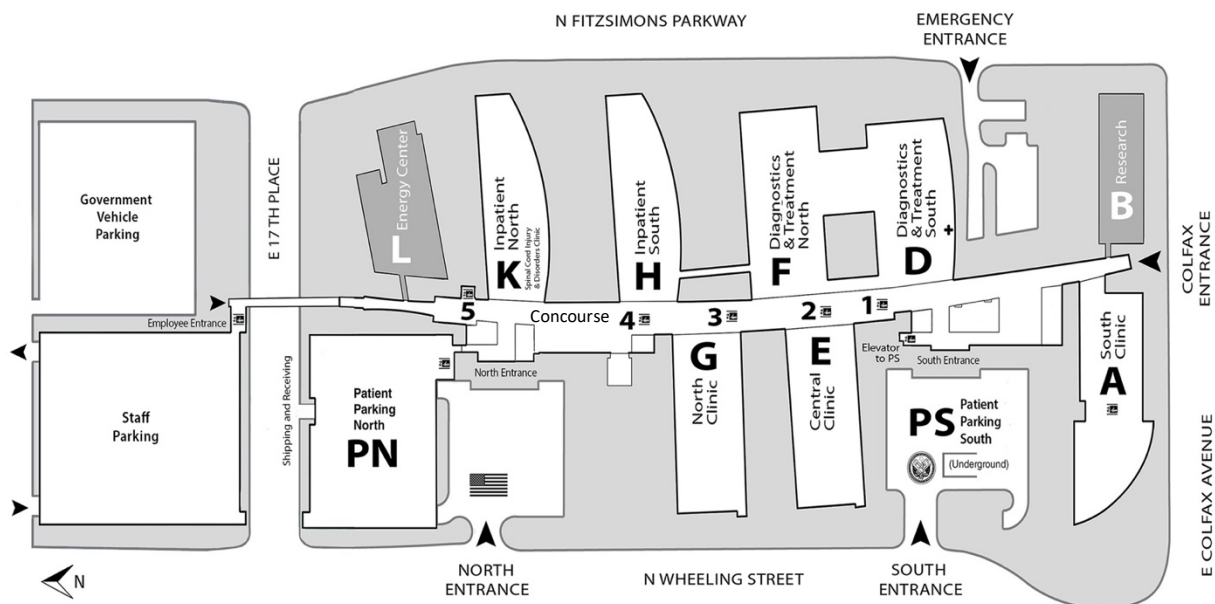 N FITZSIMONS PARKWAY
EMERGENCY
ENTRANCE
Government
Vehicle
Parking
E 17 TH PLACE
L
Energy Center
K
Inpatient
North
Spinal Cord Injury
& Disorders Clinic
H
Inpatient
South
F
Diagnostics
& Treatment
North
D
Diagnostics
& Treatment
South
B
Research
COLFAX
ENTRANCE
Employee Entrance
5
Concourse
4
3
2
1
Elevator
to PS
South Entrance
North Entrance
Staff
Parking
Shipping and Receiving
Patient
Parking
North
PN
G
North
Clinic
E
Central
Clinic
PS
Patient
Parking
South
(Underground)
A
South
Clinic
E COLFAX AVENUE
N
NORTH
ENTRANCE
N WHEELING STREET
SOUTH
ENTRANCE